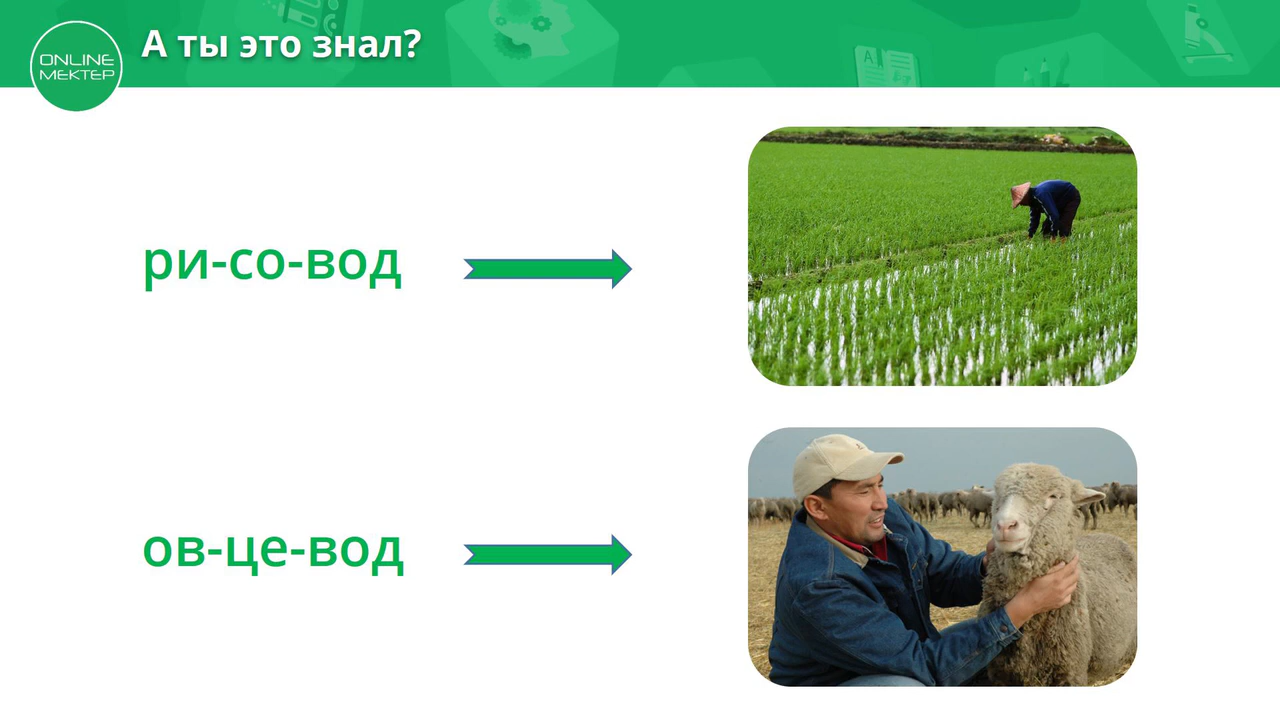 А ты это знал?
ONLINE
МЕКТЕР
ри-со-вод
ов-це-вод